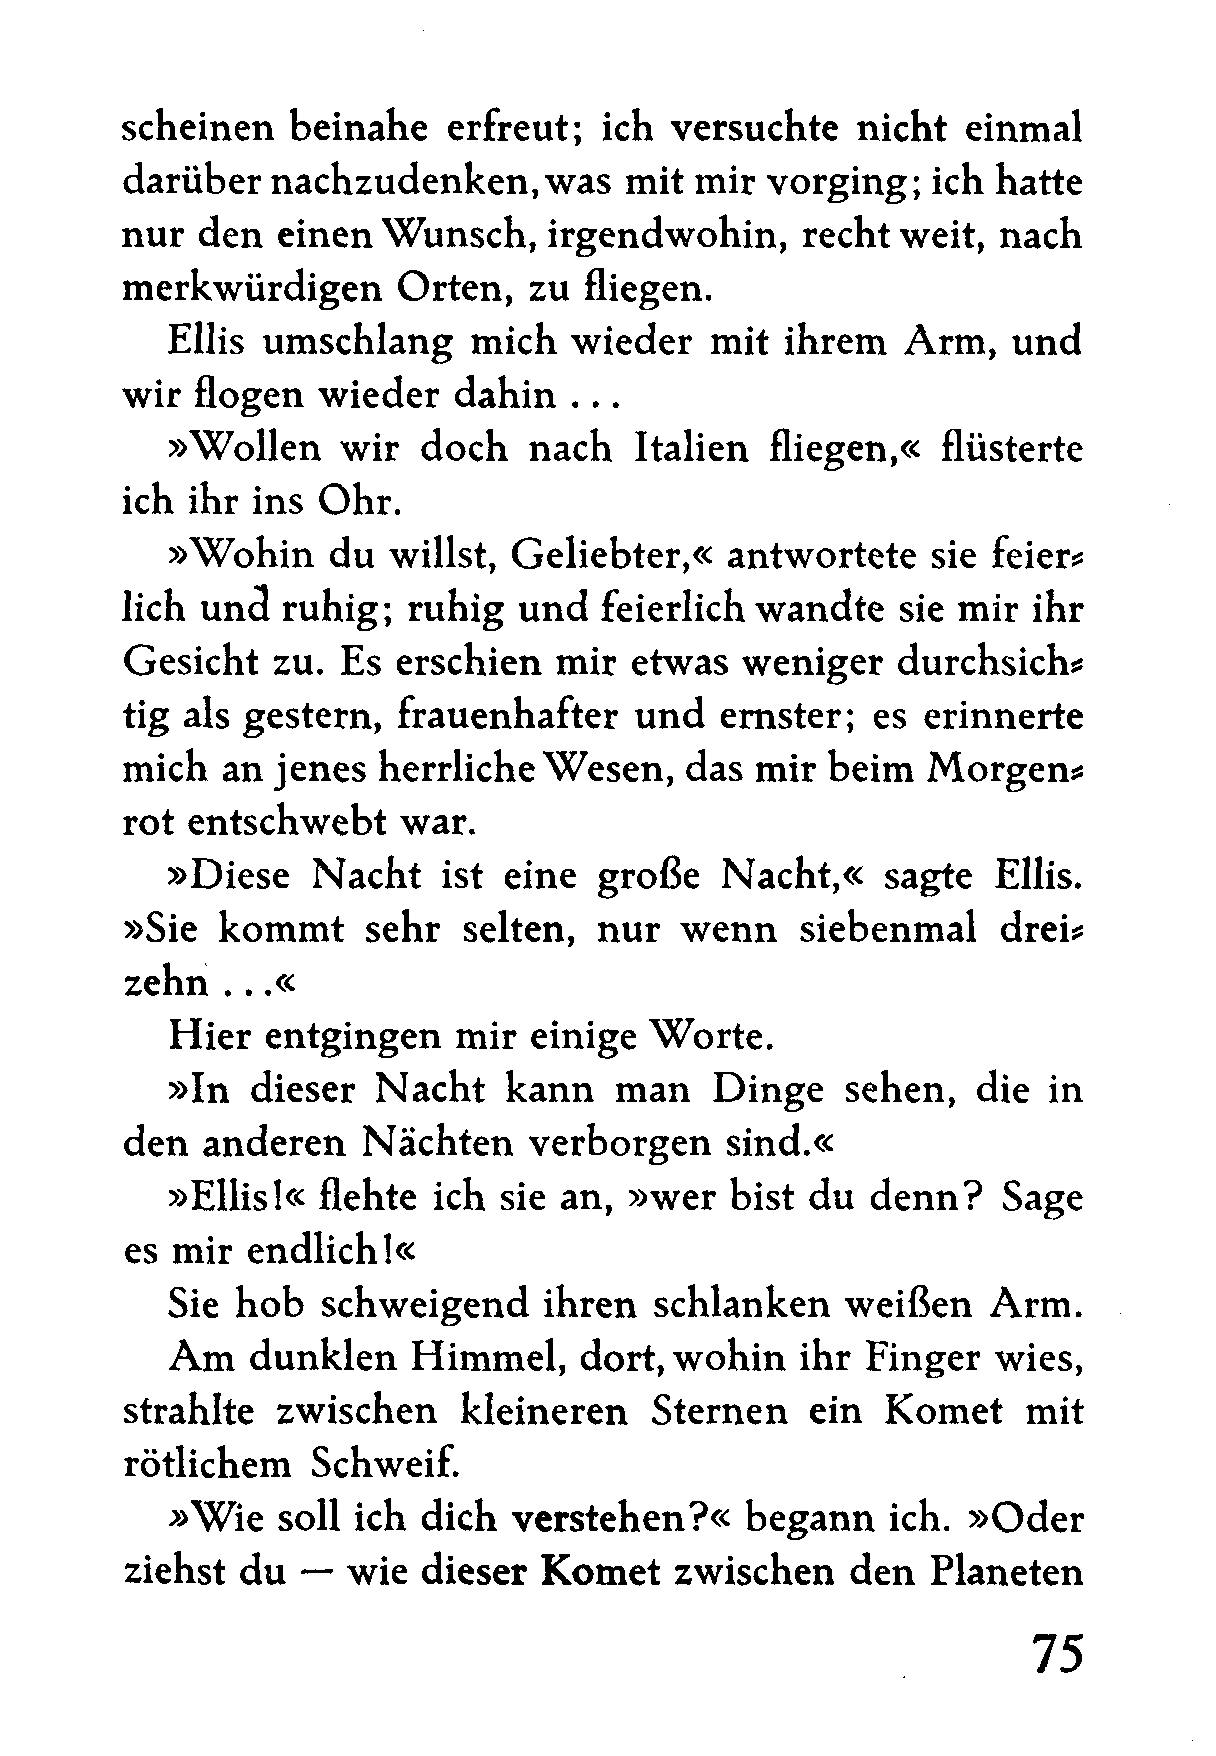 scheinen beinahe erfreut; ich versuchte nicht einmal
darüber nachzudenken, was mit mir vorging; ich hatte
nur den einen Wunsch, irgendwohin, recht weit, nach
merkwürdigen Orten, zu fliegen.
Ellis umschlang mich wieder mit ihrem Arm, und
wir flogen wieder dahin ...
»Wollen wir doch nach Italien fliegen,« flüsterte
ich ihr ins Ohr.
»Wohin du willst, Geliebter,« antwortete sie feier⸗
lich und ruhig; ruhig und feierlich wandte sie mir ihr
Gesicht zu. Es erschien mir etwas weniger durchsich⸗
tig als gestern, frauenhafter und ernster; es erinnerte
mich an jenes herrliche Wesen, das mir beim Morgen⸗
rot entschwebt war.
»Diese Nacht ist eine große Nacht,« sagte Ellis.
»Sie kommt sehr selten, nur wenn siebenmal drei⸗
zehn ...«
Hier entgingen mir einige Worte.
»In dieser Nacht kann man Dinge sehen, die in
den anderen Nächten verborgen sind.«
»Ellis!« flehte ich sie an, »wer bist du denn? Sage
es mir endlich!«
Sie hob schweigend ihren schlanken weißen Arm.
Am dunklen Himmel, dort, wohin ihr Finger wies,
strahlte zwischen kleineren Sternen ein Komet mit
rötlichem Schweif.
»Wie soll ich dich verstehen?« begann ich. »Oder
ziehst du — wie dieser Komet zwischen den Planeten
75